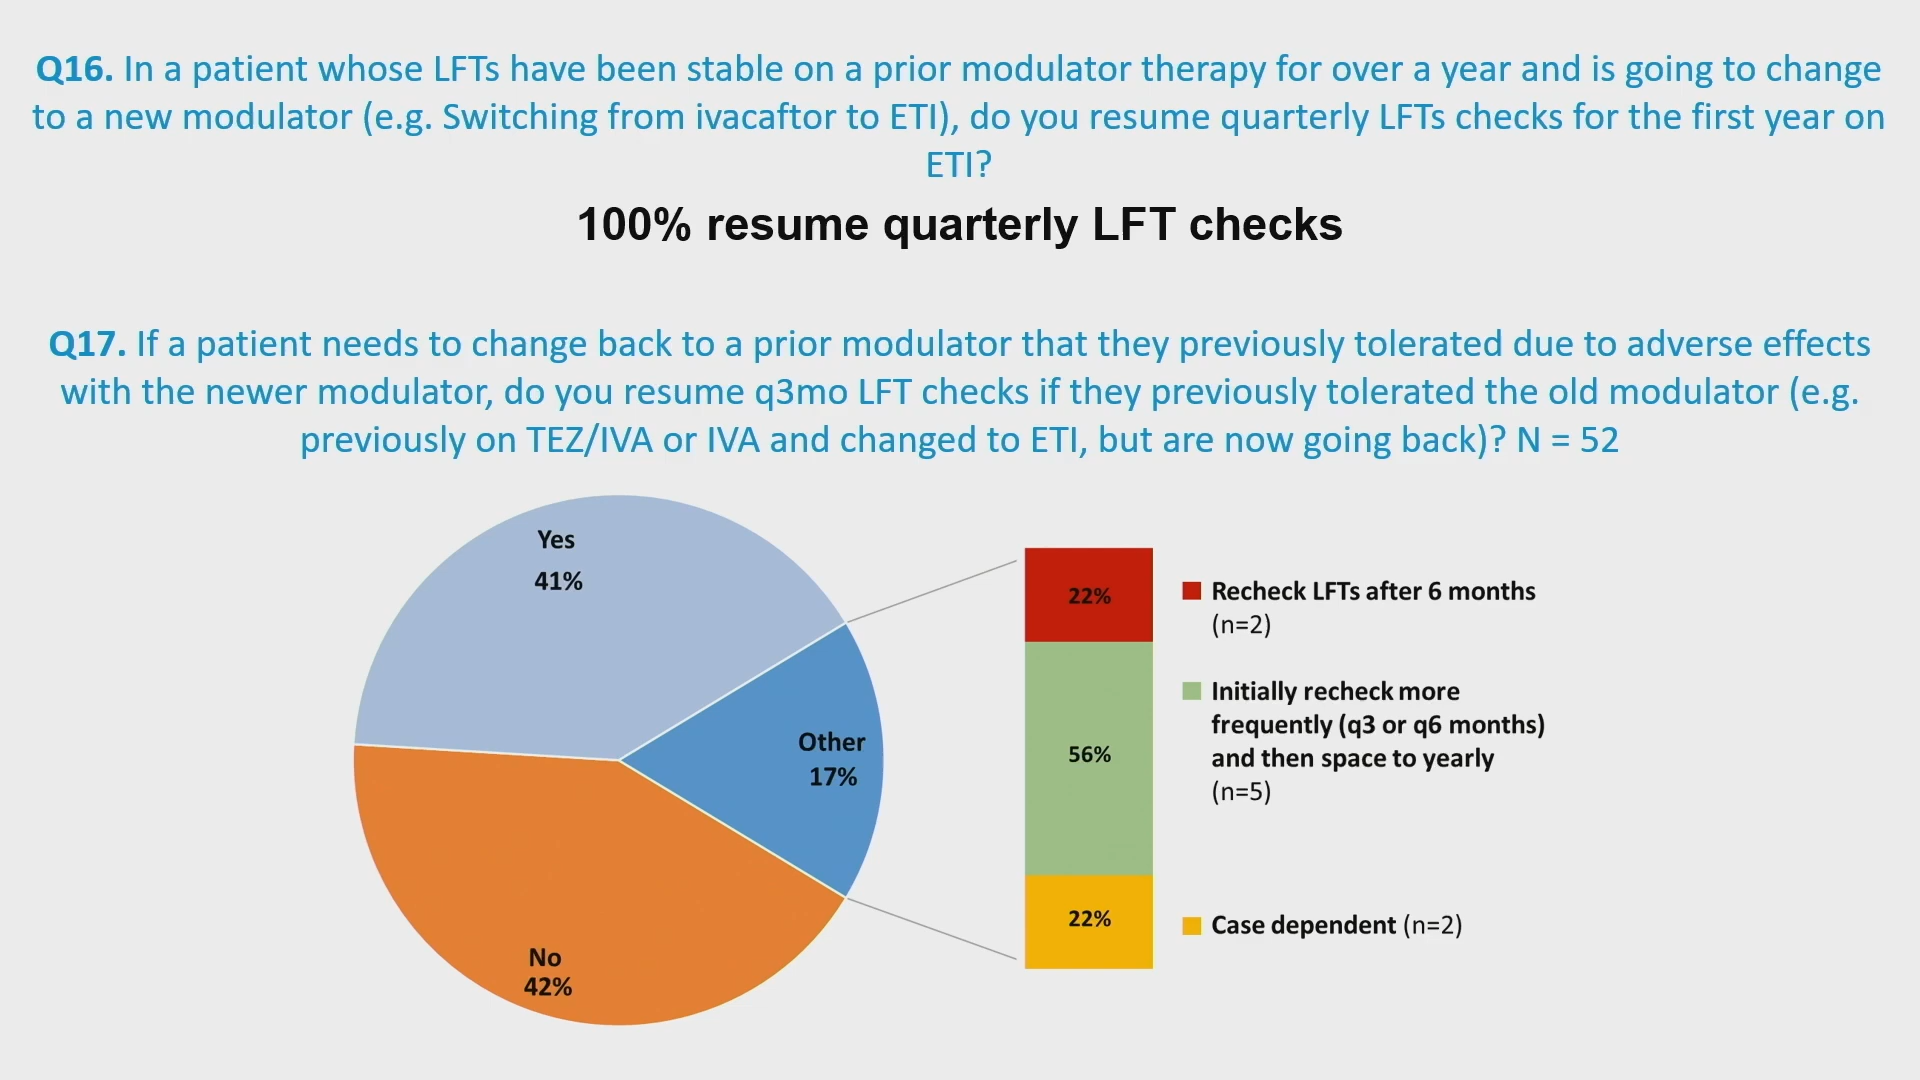 Q16. In a patient whose LFTs have been stable on a prior modulator therapy for over a year and is going to change
to a new modulator (e.g. Switching from ivacaftor to ETI), do you resume quarterly LFTs checks for the first year on
ETI?
100% resume quarterly LFT checks
Q17. If a patient needs to change back to a prior modulator that they previously tolerated due to adverse effects
with the newer modulator, do you resume q3mo LFT checks if they previously tolerated the old modulator (e.g.
previously on TEZ/IVA or IVA and changed to ETI, but are now going back)? N = 52
Yes
41%
Other
17%
No
42%
22%
56%
22%
Recheck LFTs after 6 months
(n=2)
Initially recheck more
frequently (q3 or q6 months)
and then space to yearly
(n=5)
Case dependent (n=2)